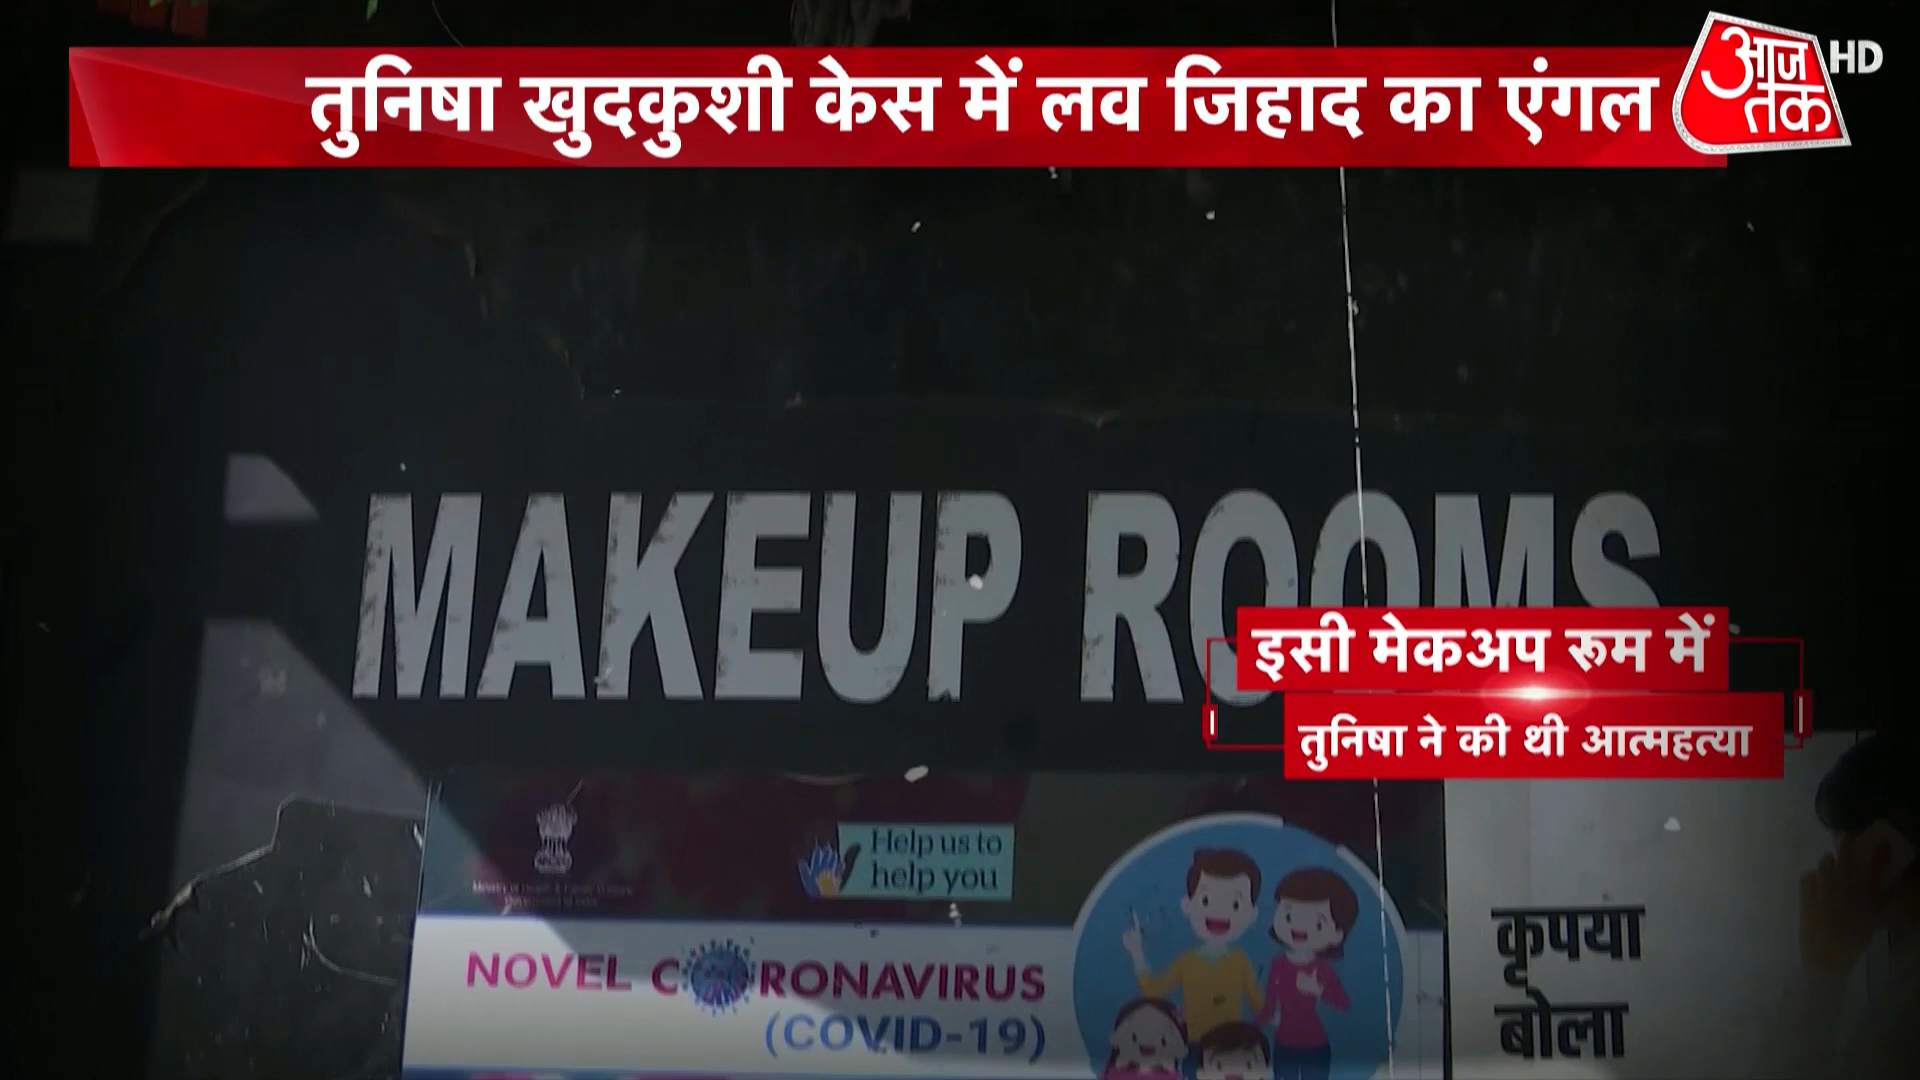 तुनिषा खुदकुशी केस में लव जिहाद का एंगल
आज
तक
HD
MAKEUP ROOMS
इसी मेकअप रूम में
तुनिषा ने की थी आत्महत्या
Help us to
help you
NOVEL CORONAVIRUS
(COVID-19)
कृपया
बोला